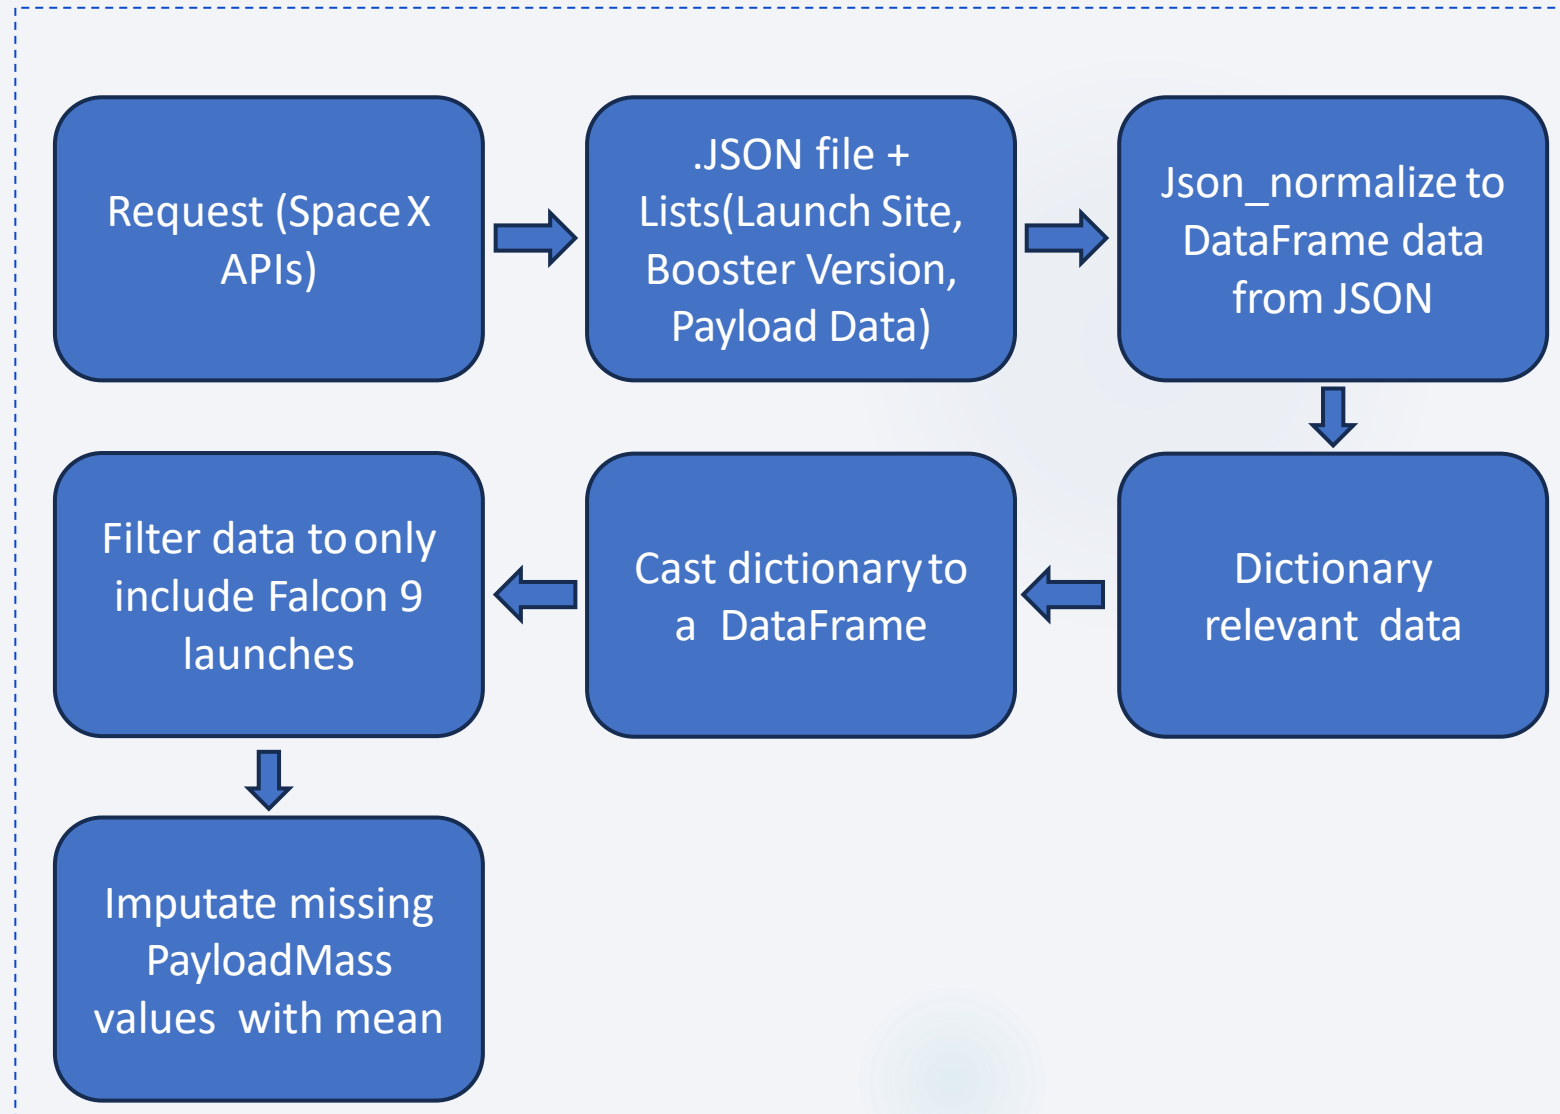 Request (Space X
APIs)
.JSON file +
Lists(Launch Site,
Booster Version,
Payload Data)
Json_normalize to
DataFrame data
from JSON
Dictionary
relevant data
Cast dictionary to
a DataFrame
Filter data to only
include Falcon 9
launches
Imputate missing
PayloadMass
values with mean